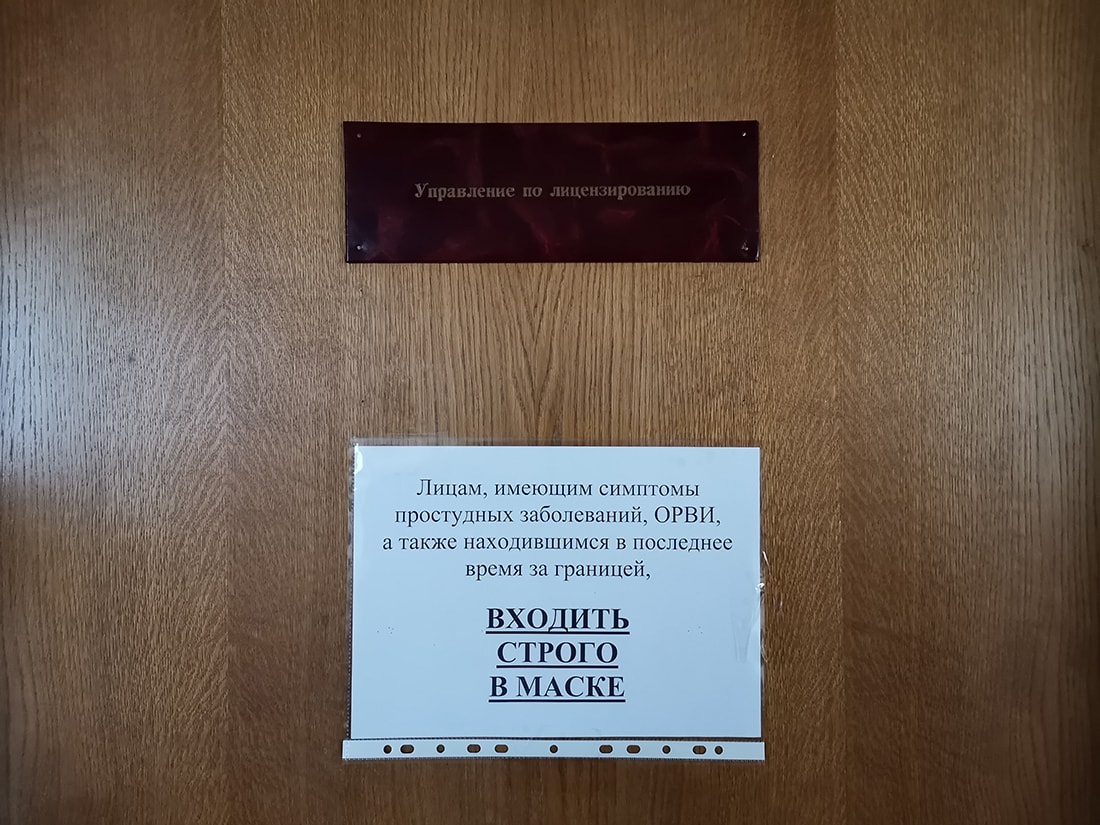 Управление по лицензированию
Лицам, имеющим симптомы
простудных заболеваний, ОРВИ,
а также находившимся в последнее
время за границей,
ВХОДИТЬ
СТРОГО
В МАСКЕ